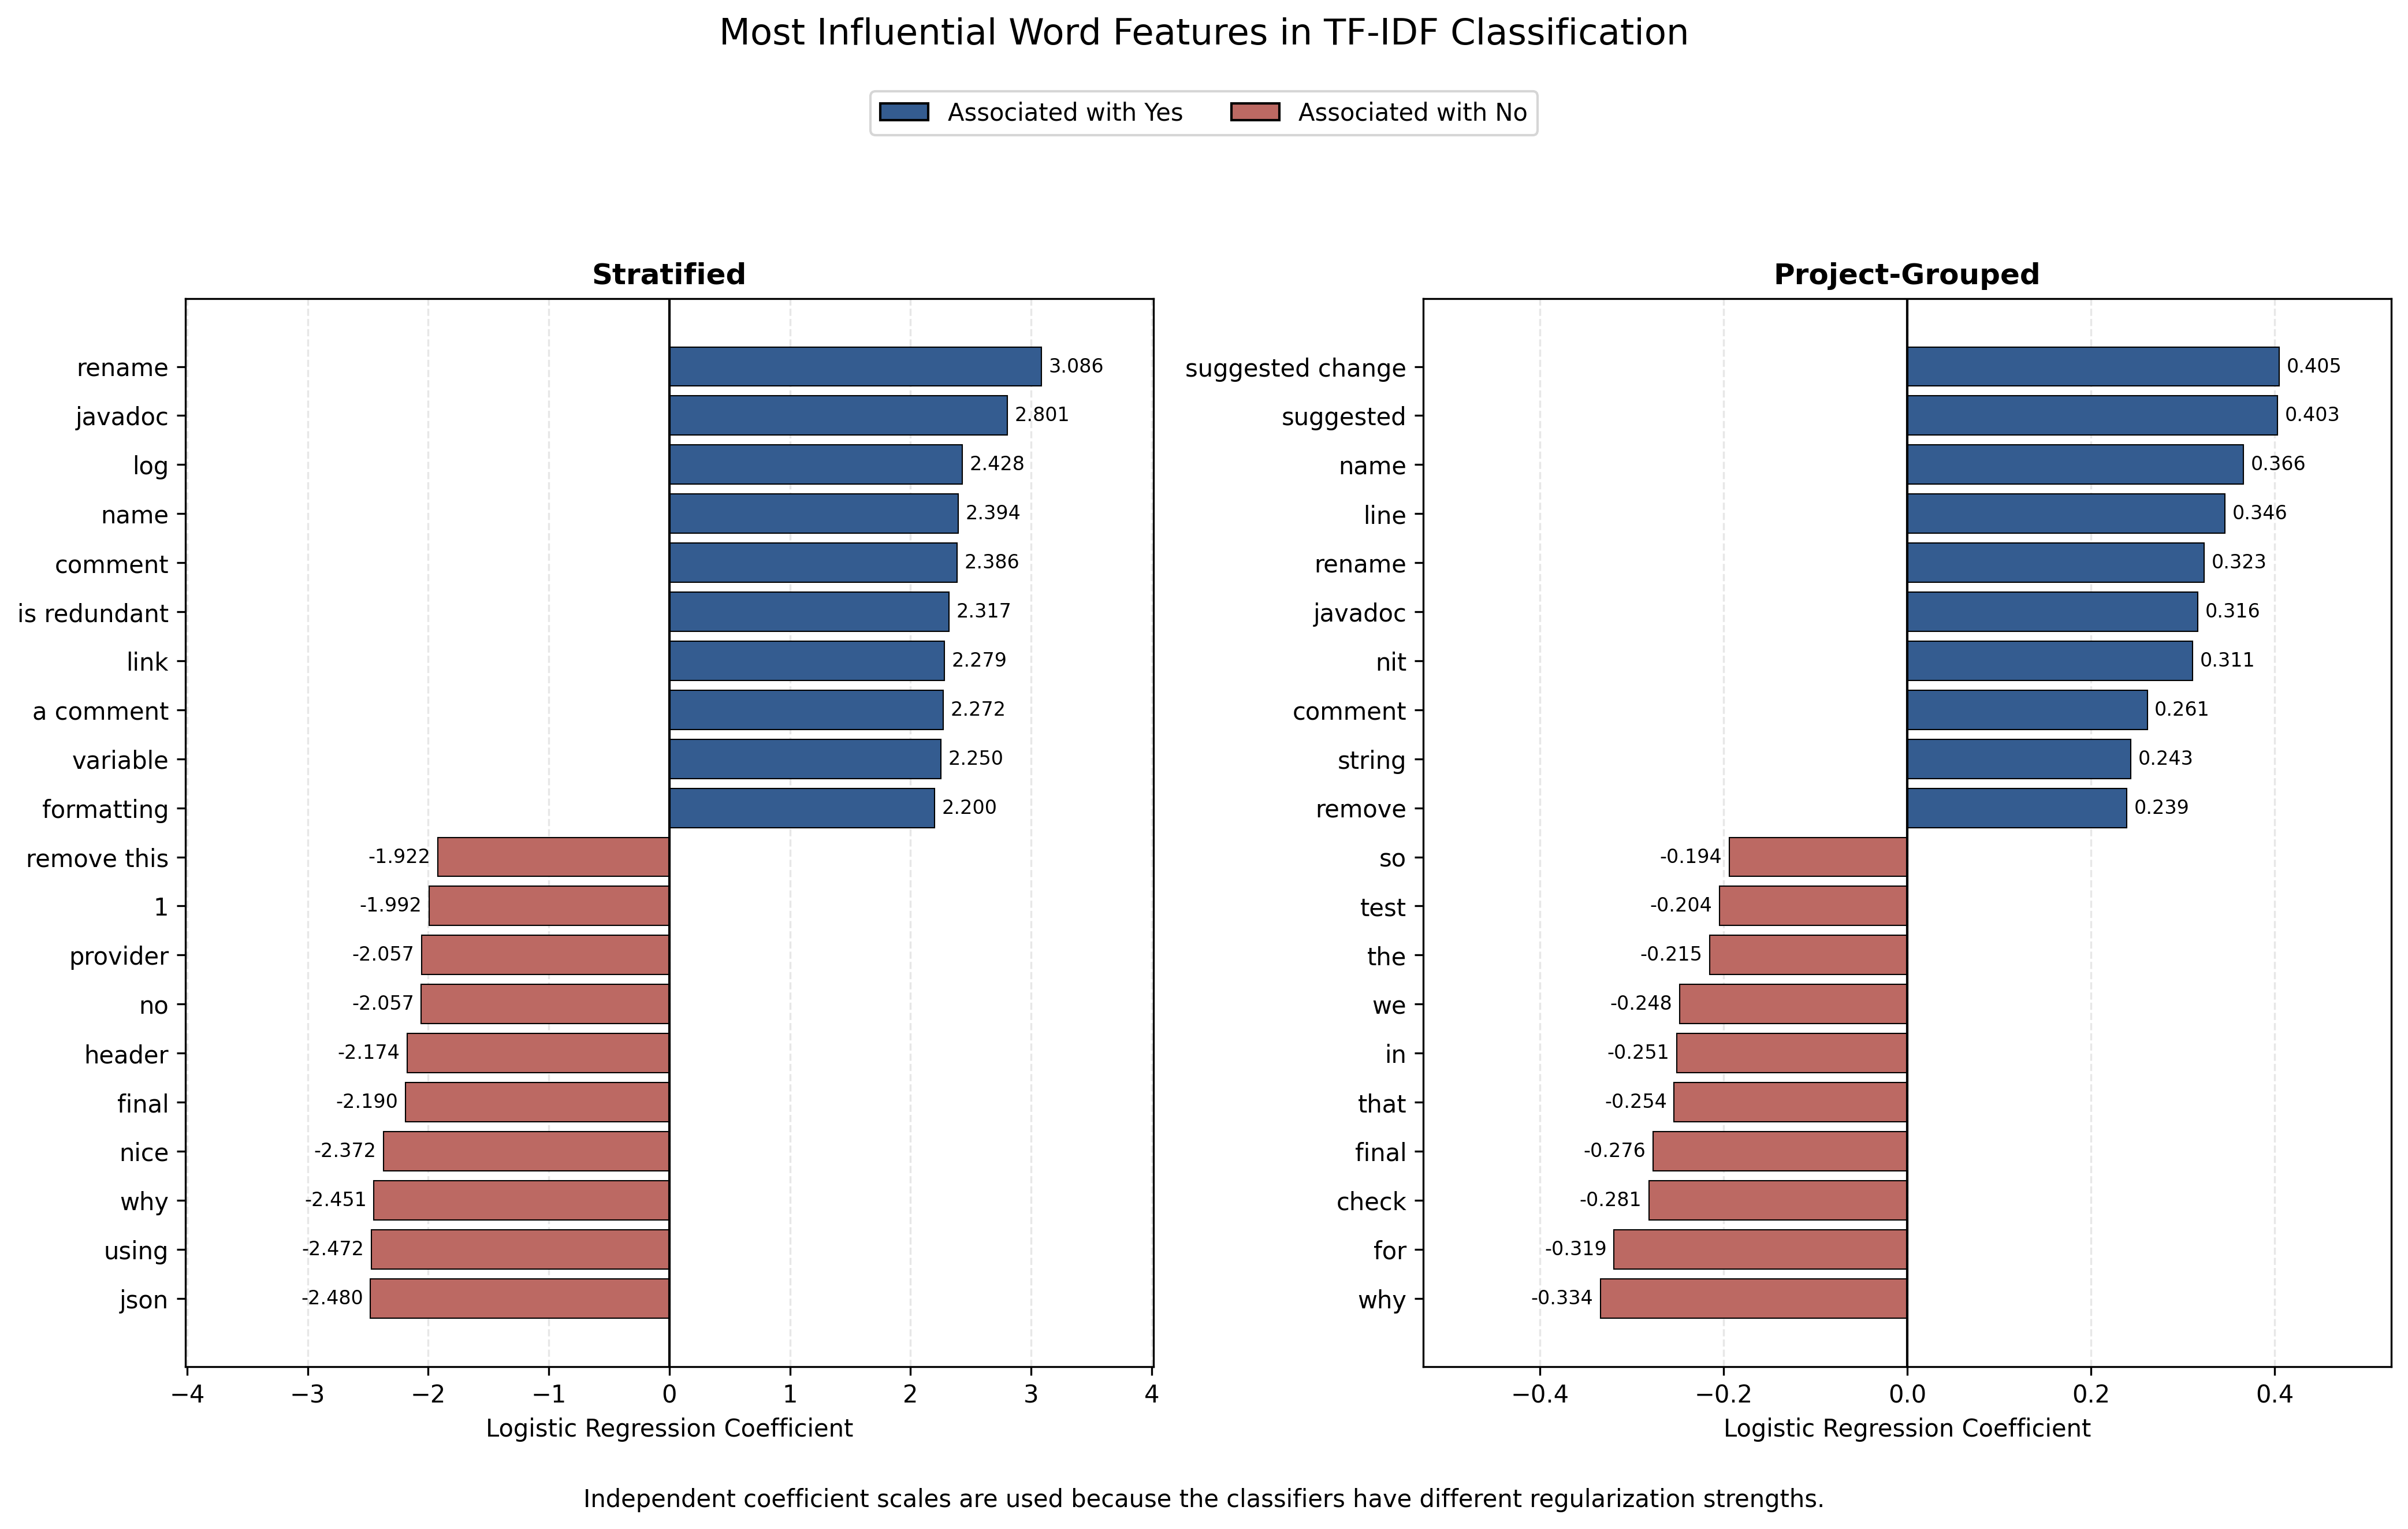 Most Influential Word Features in TF-IDF Classification
Associated with Yes
Associated with No
Stratified
rename 3.086
javadoc 2.801
log 2.428
name 2.394
comment 2.386
is redundant 2.317
link 2.279
a comment 2.272
variable 2.250
formatting 2.200
remove this -1.922
1 -1.992
provider -2.057
no -2.057
header -2.174
final -2.190
nice -2.372
why -2.451
using -2.472
json -2.480
−4 −3 −2 −1 0 1 2 3 4
Logistic Regression Coefficient
Project-Grouped
suggested change 0.405
suggested 0.403
name 0.366
line 0.346
rename 0.323
javadoc 0.316
nit 0.311
comment 0.261
string 0.243
remove 0.239
so -0.194
test -0.204
the -0.215
we -0.248
in -0.251
that -0.254
final -0.276
check -0.281
for -0.319
why -0.334
−0.4 −0.2 0.0 0.2 0.4
Logistic Regression Coefficient
Independent coefficient scales are used because the classifiers have different regularization strengths.